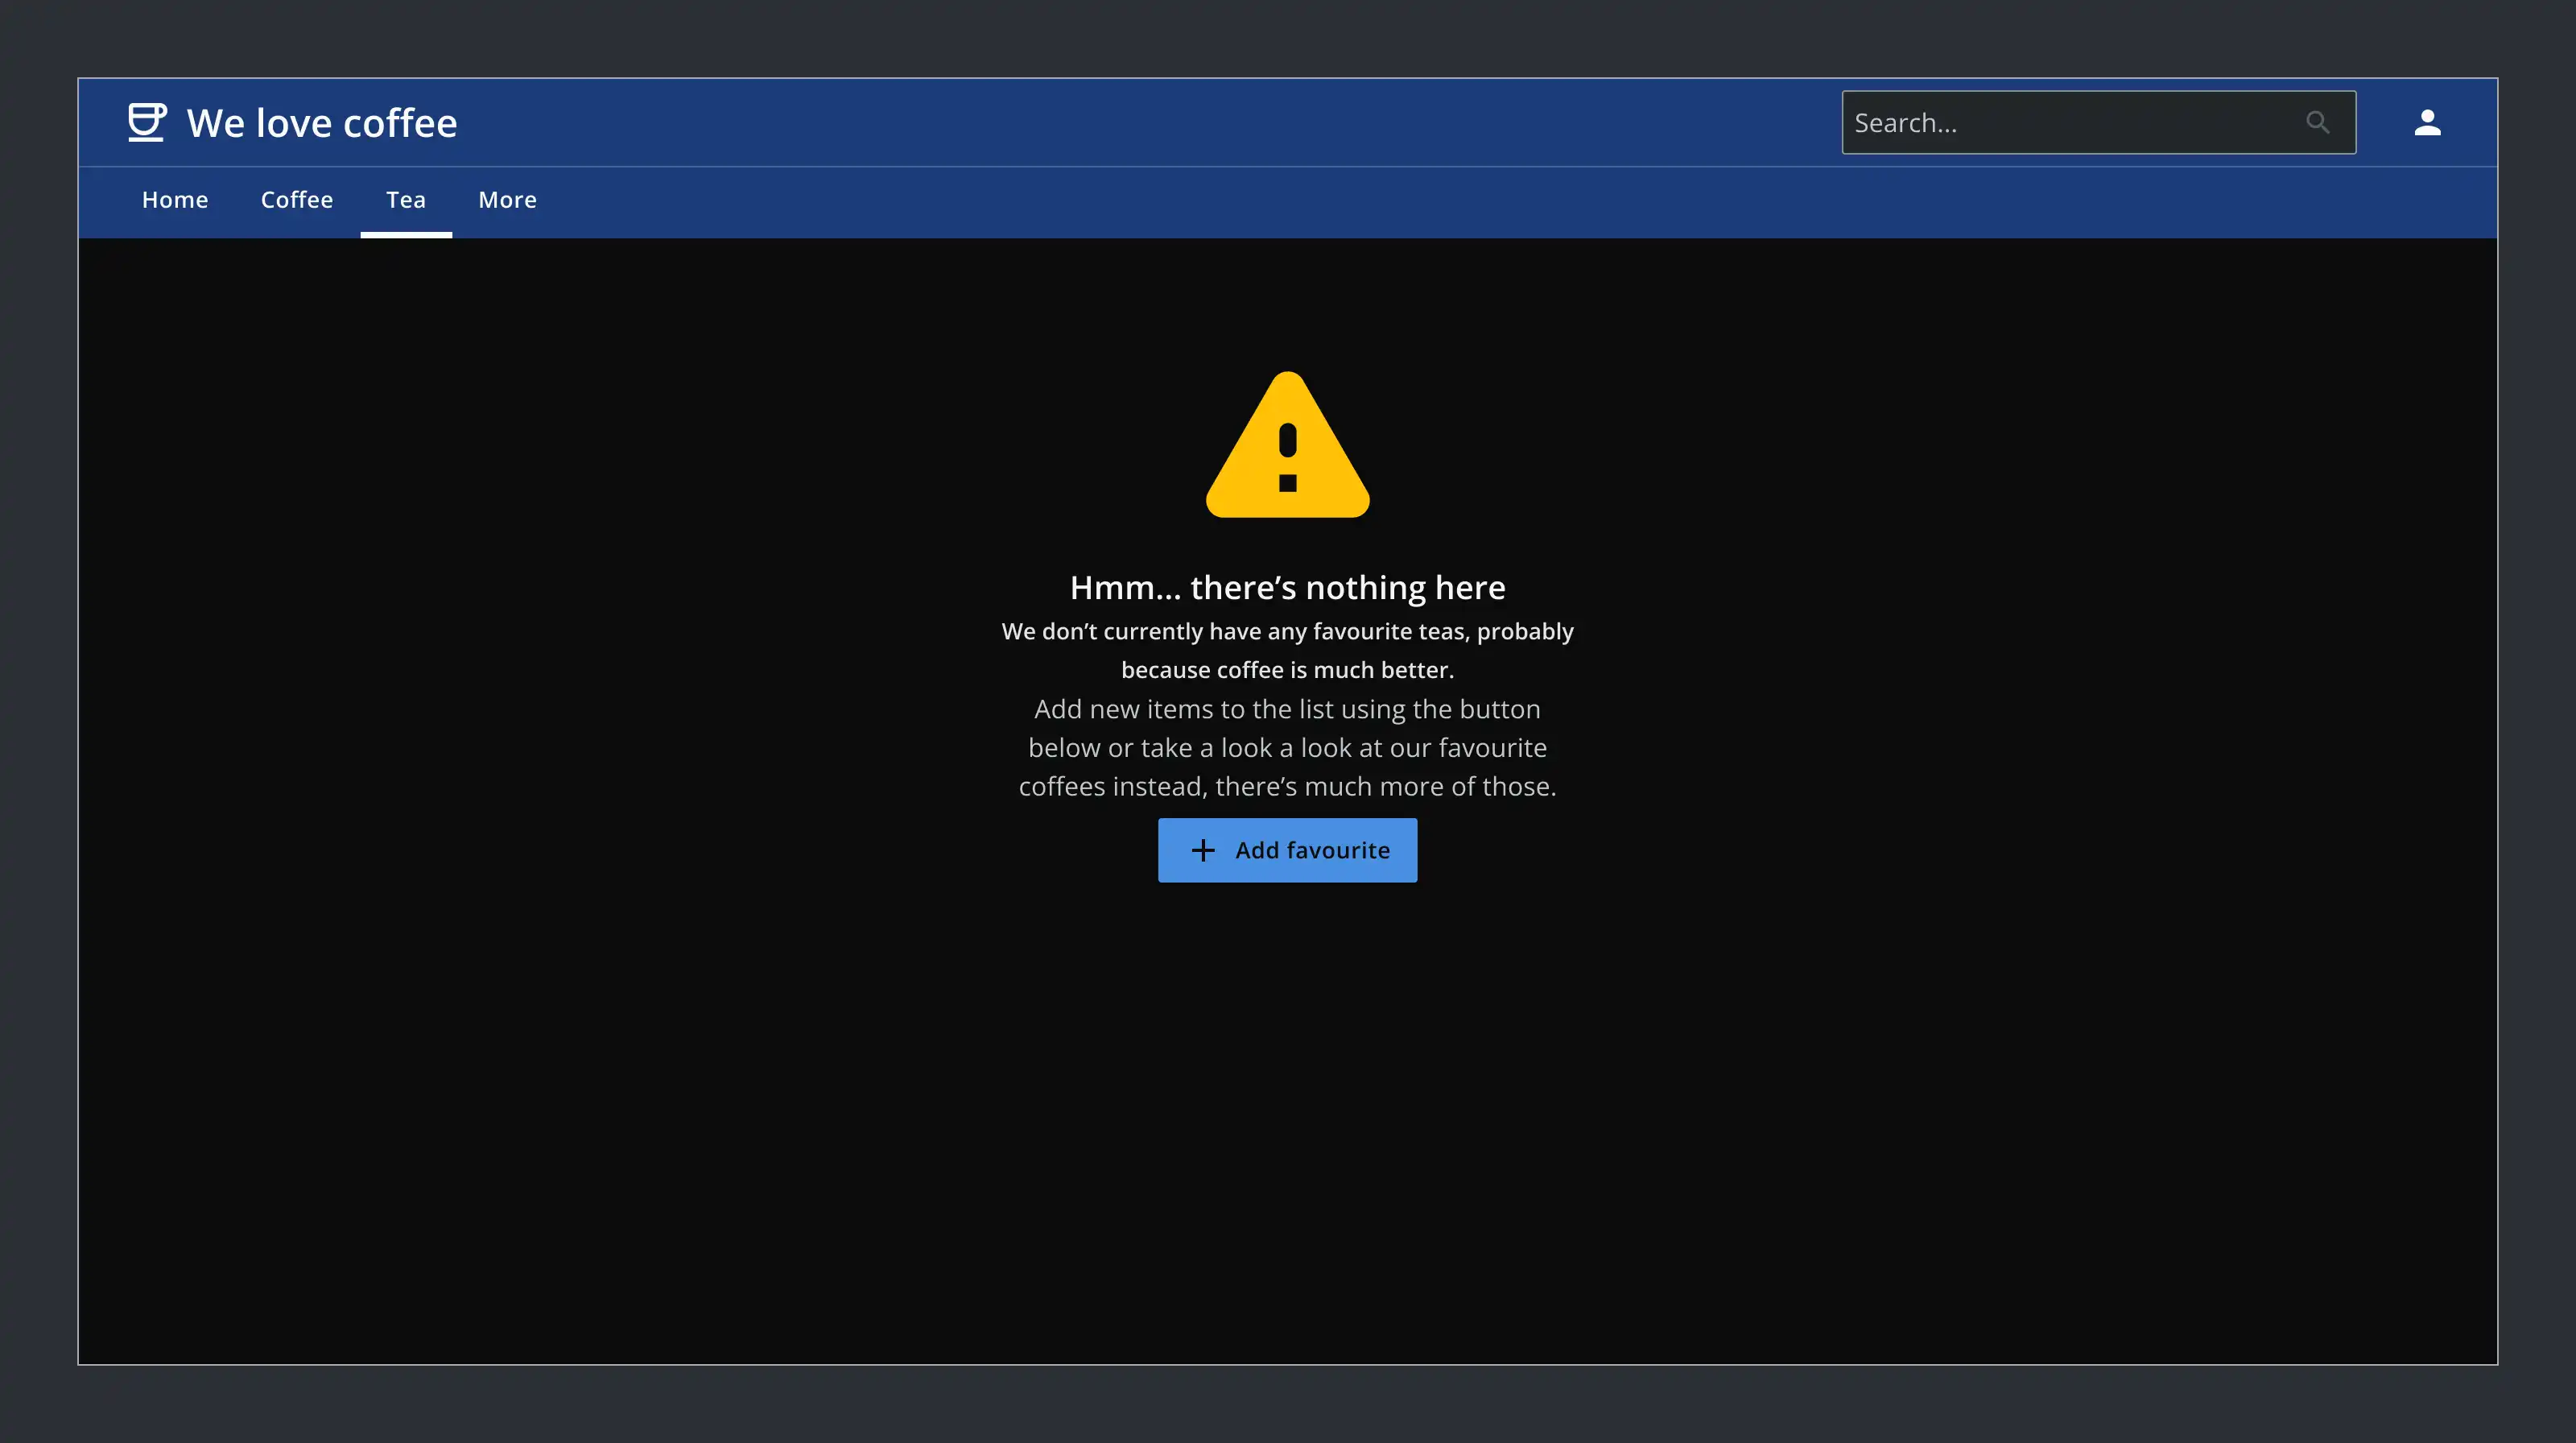 We love coffee
Search...
Home Coffee Tea More
Hmm... there’s nothing here
We don’t currently have any favourite teas, probably
because coffee is much better.
Add new items to the list using the button
below or take a look a look at our favourite
coffees instead, there’s much more of those.
Add favourite